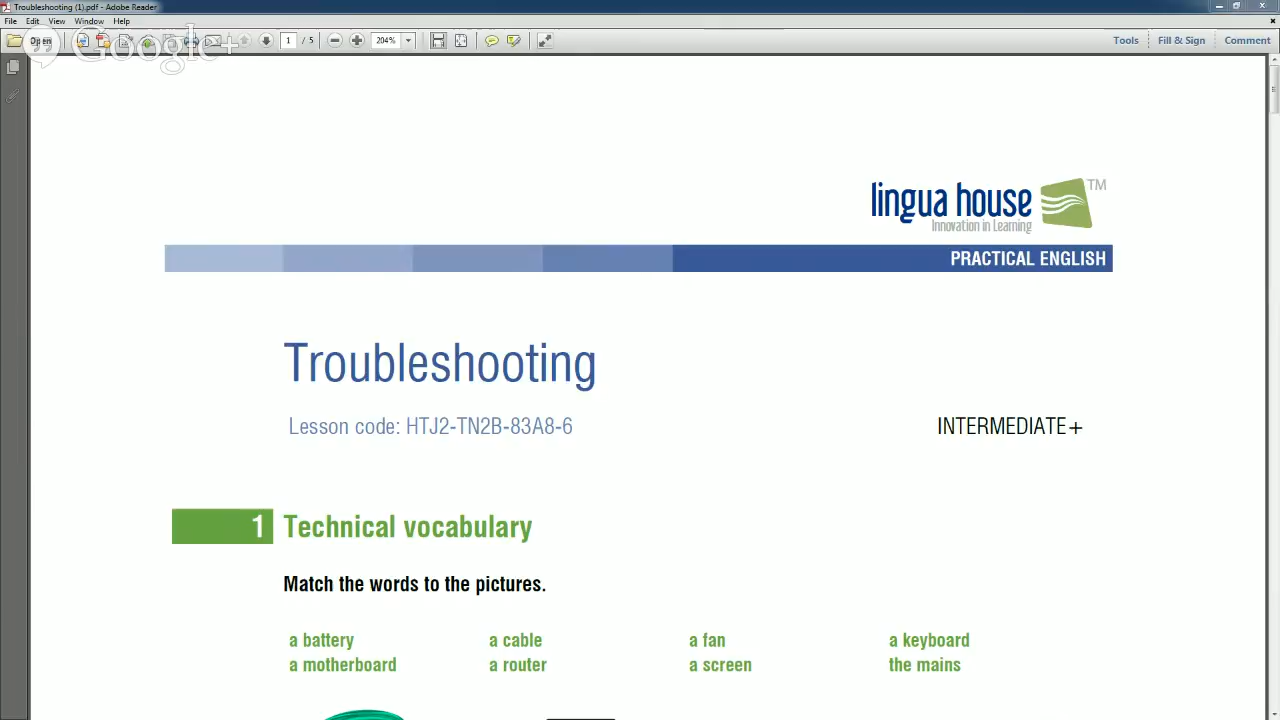 Troubleshooting (1).pdf - Adobe Reader
File Edit View Window Help
Open 1 / 5 204% Tools Fill & Sign Comment
Google+
lingua house TM
Innovation in Learning
PRACTICAL ENGLISH
Troubleshooting
Lesson code: HTJ2-TN2B-83A8-6 INTERMEDIATE+
1 Technical vocabulary
Match the words to the pictures.
a battery a cable a fan a keyboard
a motherboard a router a screen the mains